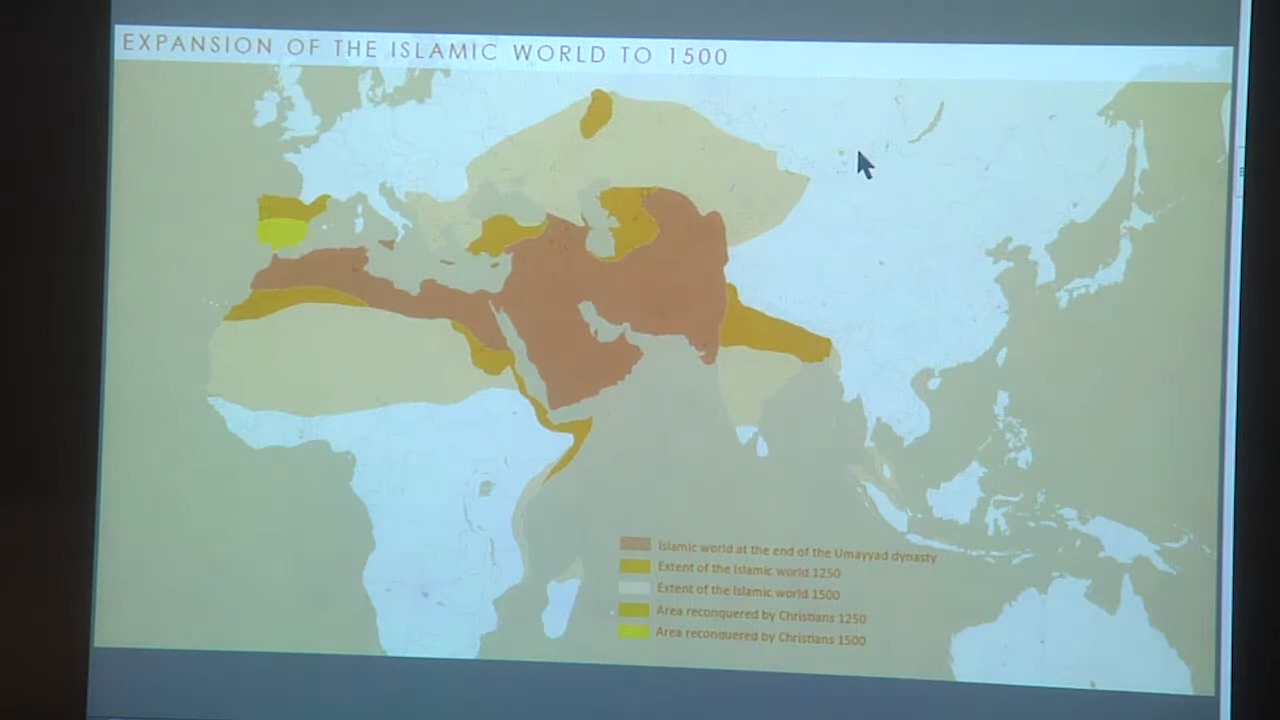 EXPANSION OF THE ISLAMIC WORLD TO 1500
Islamic world at the end of the Umayyad dynasty
Extent of the Islamic world 1250
Extent of the Islamic world 1500
Area reconquered by Christians 1250
Area reconquered by Christians 1500